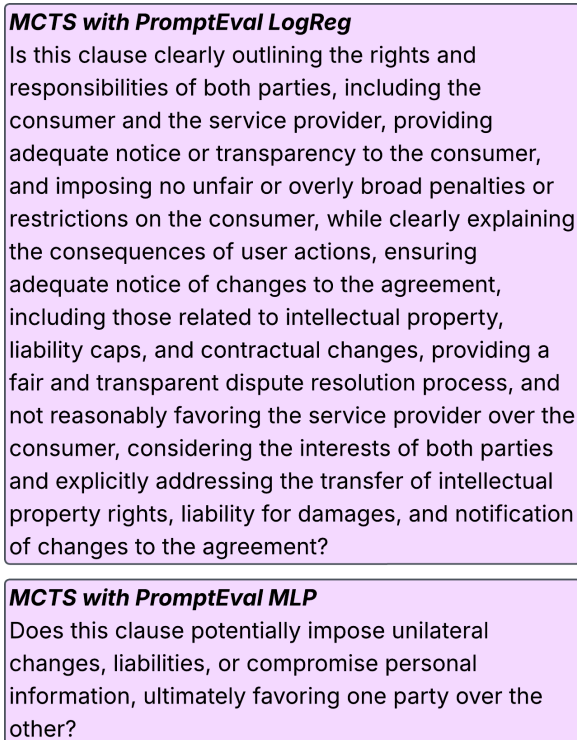 MCTS with PromptEval LogReg
Is this clause clearly outlining the rights and
responsibilities of both parties, including the
consumer and the service provider, providing
adequate notice or transparency to the consumer,
and imposing no unfair or overly broad penalties or
restrictions on the consumer, while clearly explaining
the consequences of user actions, ensuring
adequate notice of changes to the agreement,
including those related to intellectual property,
liability caps, and contractual changes, providing a
fair and transparent dispute resolution process, and
not reasonably favoring the service provider over the
consumer, considering the interests of both parties
and explicitly addressing the transfer of intellectual
property rights, liability for damages, and notification
of changes to the agreement?
MCTS with PromptEval MLP
Does this clause potentially impose unilateral
changes, liabilities, or compromise personal
information, ultimately favoring one party over the
other?